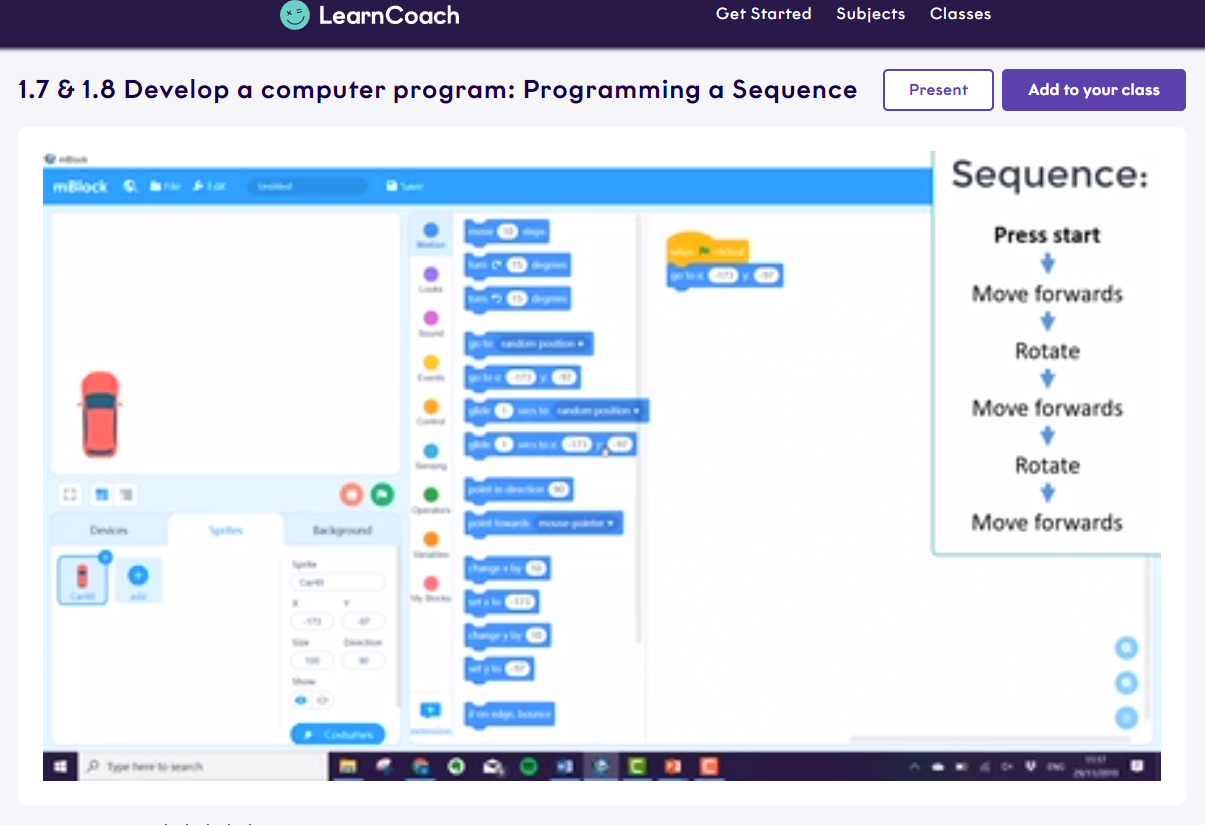 LearnCoach
Get Started Subjects Classes
1.7 & 1.8 Develop a computer program: Programming a Sequence
Present
Add to your class
mBlock
mBlock File Edit Untitled Save
Sequence:
Press start
Move forwards
Rotate
Move forwards
Rotate
Move forwards
Motion
Looks
Sound
Events
Control
Sensing
Operators
Variables
My Blocks
extension
move 10 steps
turn 15 degrees
turn 15 degrees
go to random position
go to x: -173 y: -97
glide 1 secs to random position
glide 1 secs to x: -173 y: -97
point in direction 90
point towards mouse-pointer
change x by 10
set x to -173
change y by 10
set y to -97
if on edge, bounce
when clicked
go to x: -173 y: -97
Devices Sprites Background
add
Sprite
X Y
-173 -97
Size Direction
100 90
Show
Costumes
Type here to search
ENG
29/11/2019